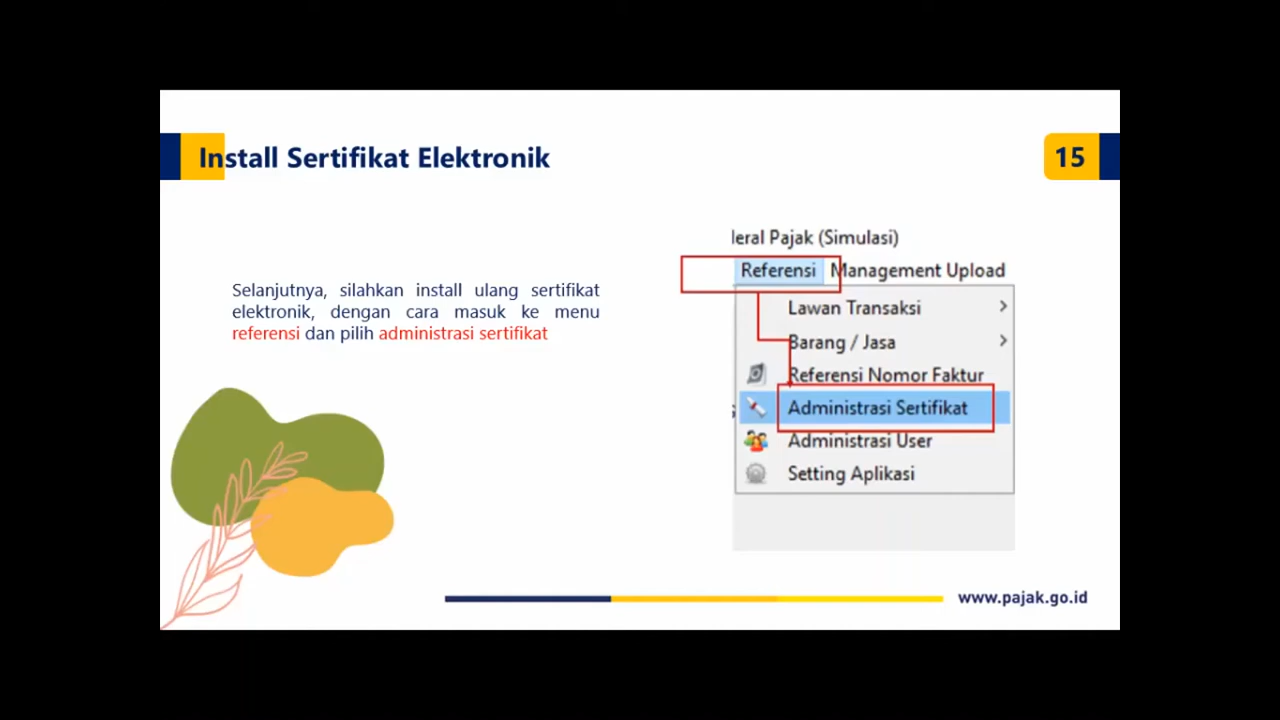 Install Sertifikat Elektronik
15
Selanjutnya, silahkan install ulang sertifikat
elektronik, dengan cara masuk ke menu
referensi dan pilih administrasi sertifikat
leral Pajak (Simulasi)
Referensi Management Upload
Lawan Transaksi
Barang / Jasa
Referensi Nomor Faktur
Administrasi Sertifikat
Administrasi User
Setting Aplikasi
www.pajak.go.id